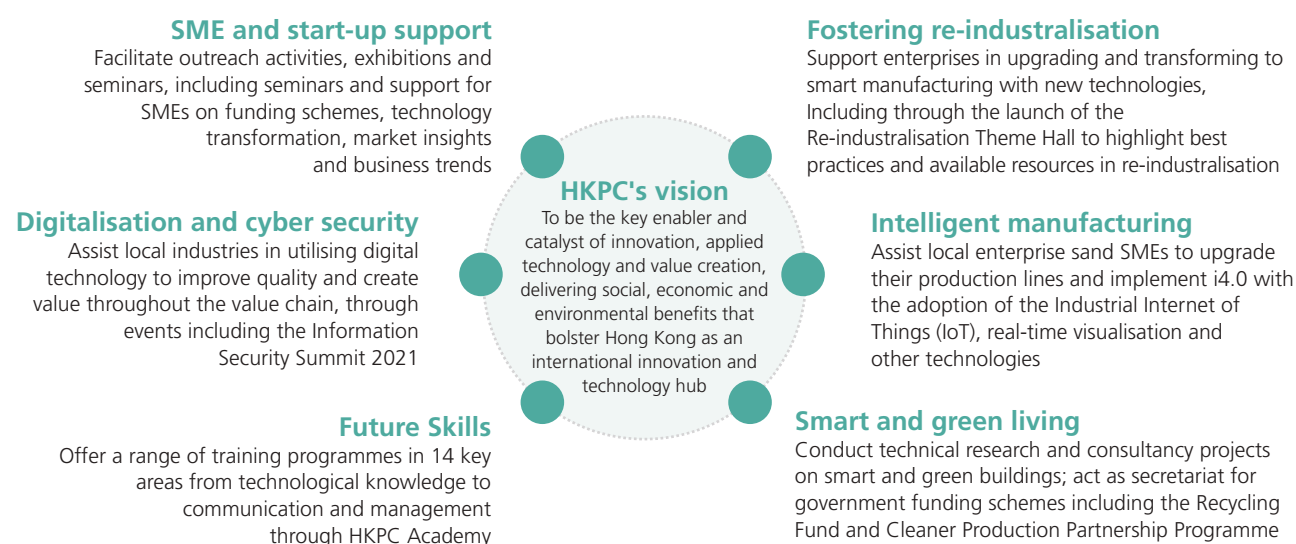 SME and start-up support
Facilitate outreach activities, exhibitions and
seminars, including seminars and support for
SMEs on funding schemes, technology
transformation, market insights
and business trends
Digitalisation and cyber security
Assist local industries in utilising digital
technology to improve quality and create
value throughout the value chain, through
events including the Information
Security Summit 2021
Future Skills
Offer a range of training programmes in 14 key
areas from technological knowledge to
communication and management
through HKPC Academy
HKPC's vision
To be the key enabler and
catalyst of innovation, applied
technology and value creation,
delivering social, economic and
environmental benefits that
bolster Hong Kong as an
international innovation and
technology hub
Fostering re-industralisation
Support enterprises in upgrading and transforming to
smart manufacturing with new technologies,
Including through the launch of the
Re-industralisation Theme Hall to highlight best
practices and available resources in re-industralisation
Intelligent manufacturing
Assist local enterprise sand SMEs to upgrade
their production lines and implement i4.0 with
the adoption of the Industrial Internet of
Things (IoT), real-time visualisation and
other technologies
Smart and green living
Conduct technical research and consultancy projects
on smart and green buildings; act as secretariat for
government funding schemes including the Recycling
Fund and Cleaner Production Partnership Programme